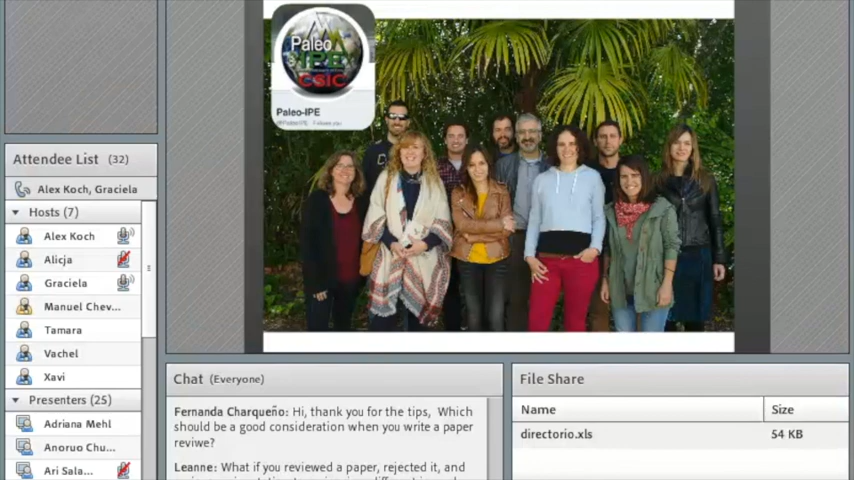 Paleo
IPE
CSIC
Paleo-IPE
Attendee List (32)
Alex Koch, Graciela
Hosts (7)
Alex Koch
Alicja
Graciela
Manuel Chev...
Tamara
Vachel
Xavi
Presenters (25)
Adriana Mehl
Anoruo Chu...
Ari Sala...
Chat (Everyone)
Fernanda Charqueño: Hi, thank you for the tips, Which
should be a good consideration when you write a paper
reviwe?
Leanne: What if you reviewed a paper, rejected it, and
File Share
Name Size
directorio.xls 54 KB